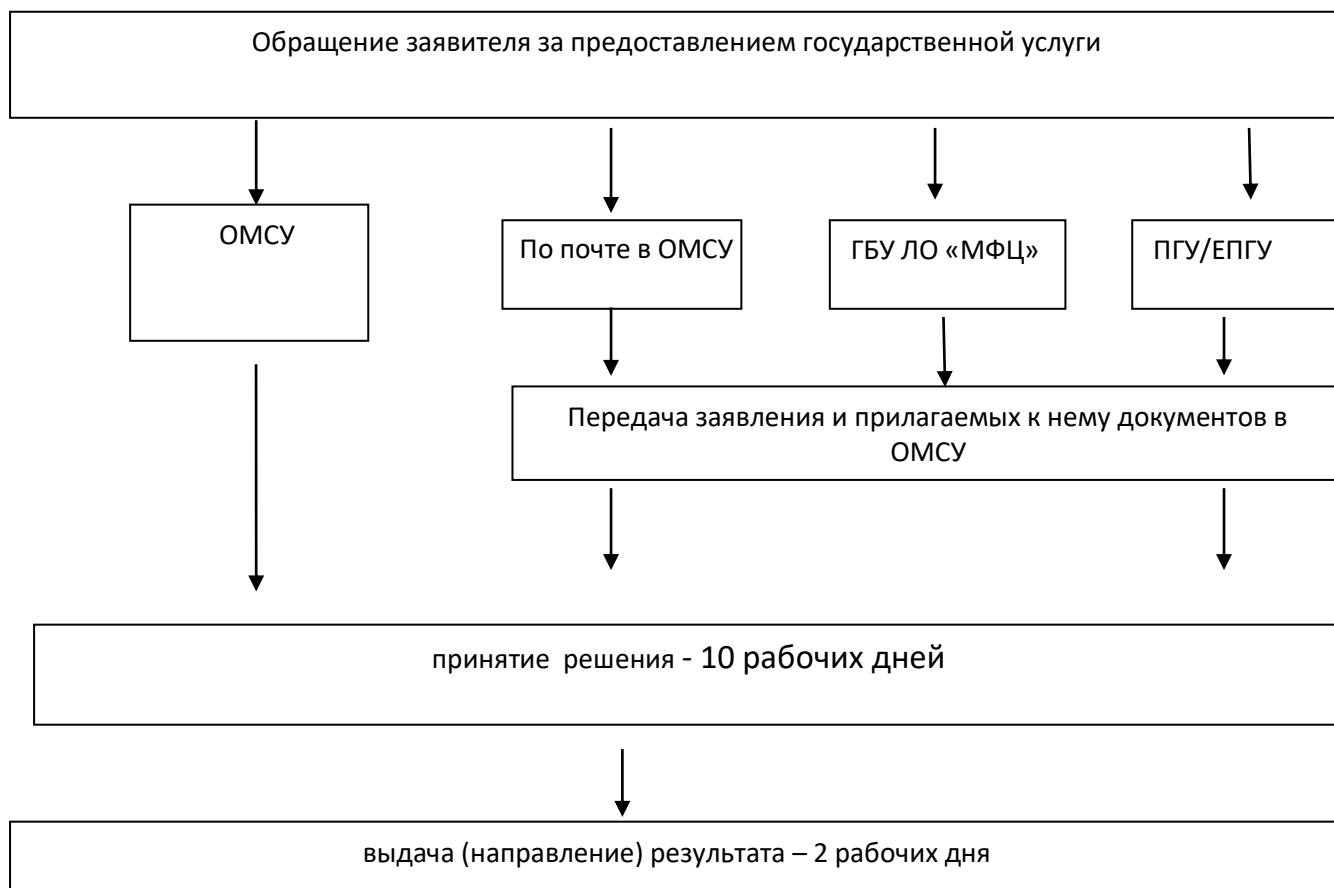 Обращение заявителя за предоставлением государственной услуги
ОМСУ
По почте в ОМСУ
ГБУ ЛО «МФЦ»
ПГУ/ЕПГУ
Передача заявления и прилагаемых к нему документов в
ОМСУ
принятие решения - 10 рабочих дней
выдача (направление) результата – 2 рабочих дня